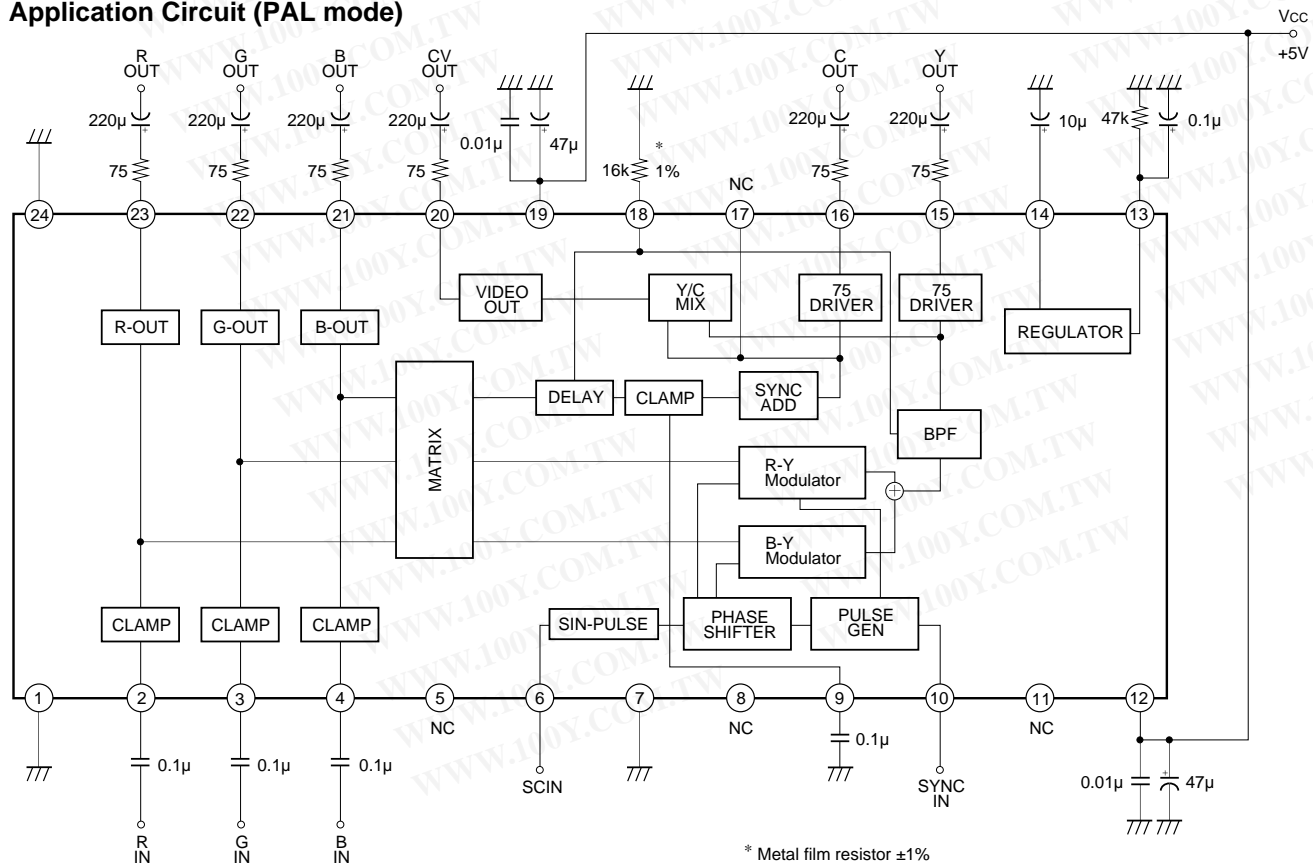 Application Circuit (PAL mode)
VCC
+5V
R
OUT
G
OUT
B
OUT
CV
OUT
C
OUT
Y
OUT
220µ
220µ
220µ
220µ
0.01µ
47µ
*
16k
1%
220µ
220µ
10µ
47k
0.1µ
75
75
75
75
75
75
NC
24
23
22
21
20
19
18
17
16
15
14
13
VIDEO
OUT
Y/C
MIX
75
DRIVER
75
DRIVER
R-OUT
G-OUT
B-OUT
REGULATOR
MATRIX
DELAY
CLAMP
SYNC
ADD
BPF
R-Y
Modulator
B-Y
Modulator
CLAMP
CLAMP
CLAMP
SIN-PULSE
PHASE
SHIFTER
PULSE
GEN
1
2
3
4
5
6
7
8
9
10
11
12
NC
NC
NC
0.1µ
0.1µ
0.1µ
0.1µ
SCIN
SYNC
IN
0.01µ
47µ
R
IN
G
IN
B
IN
* Metal film resistor ±1%
WWW.100Y.COM.TW